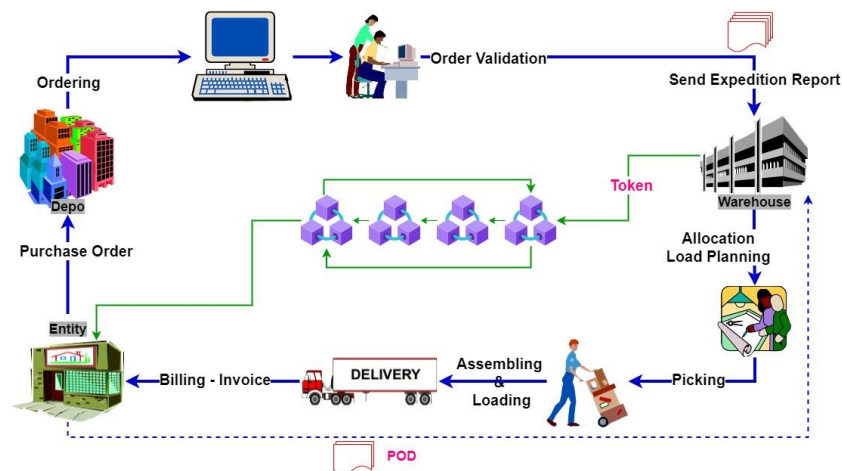 Order Validation
Send Expedition Report
Ordering
Token
Depo
Warehouse
Purchase Order
Allocation
Load Planning
Entity
DELIVERY
Assembling
&
Loading
Billing - Invoice
Picking
POD